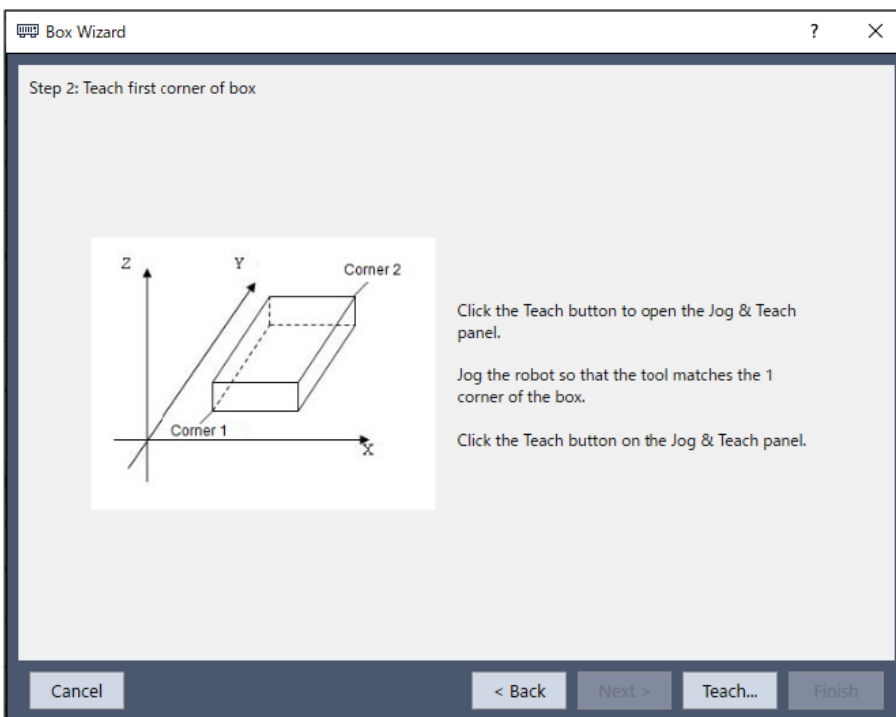 Box Wizard
?
Step 2: Teach first corner of box
Z
Y
Corner 2
Corner 1
X
Click the Teach button to open the Jog & Teach
panel.
Jog the robot so that the tool matches the 1
corner of the box.
Click the Teach button on the Jog & Teach panel.
Cancel
< Back
Next >
Teach...
Finish